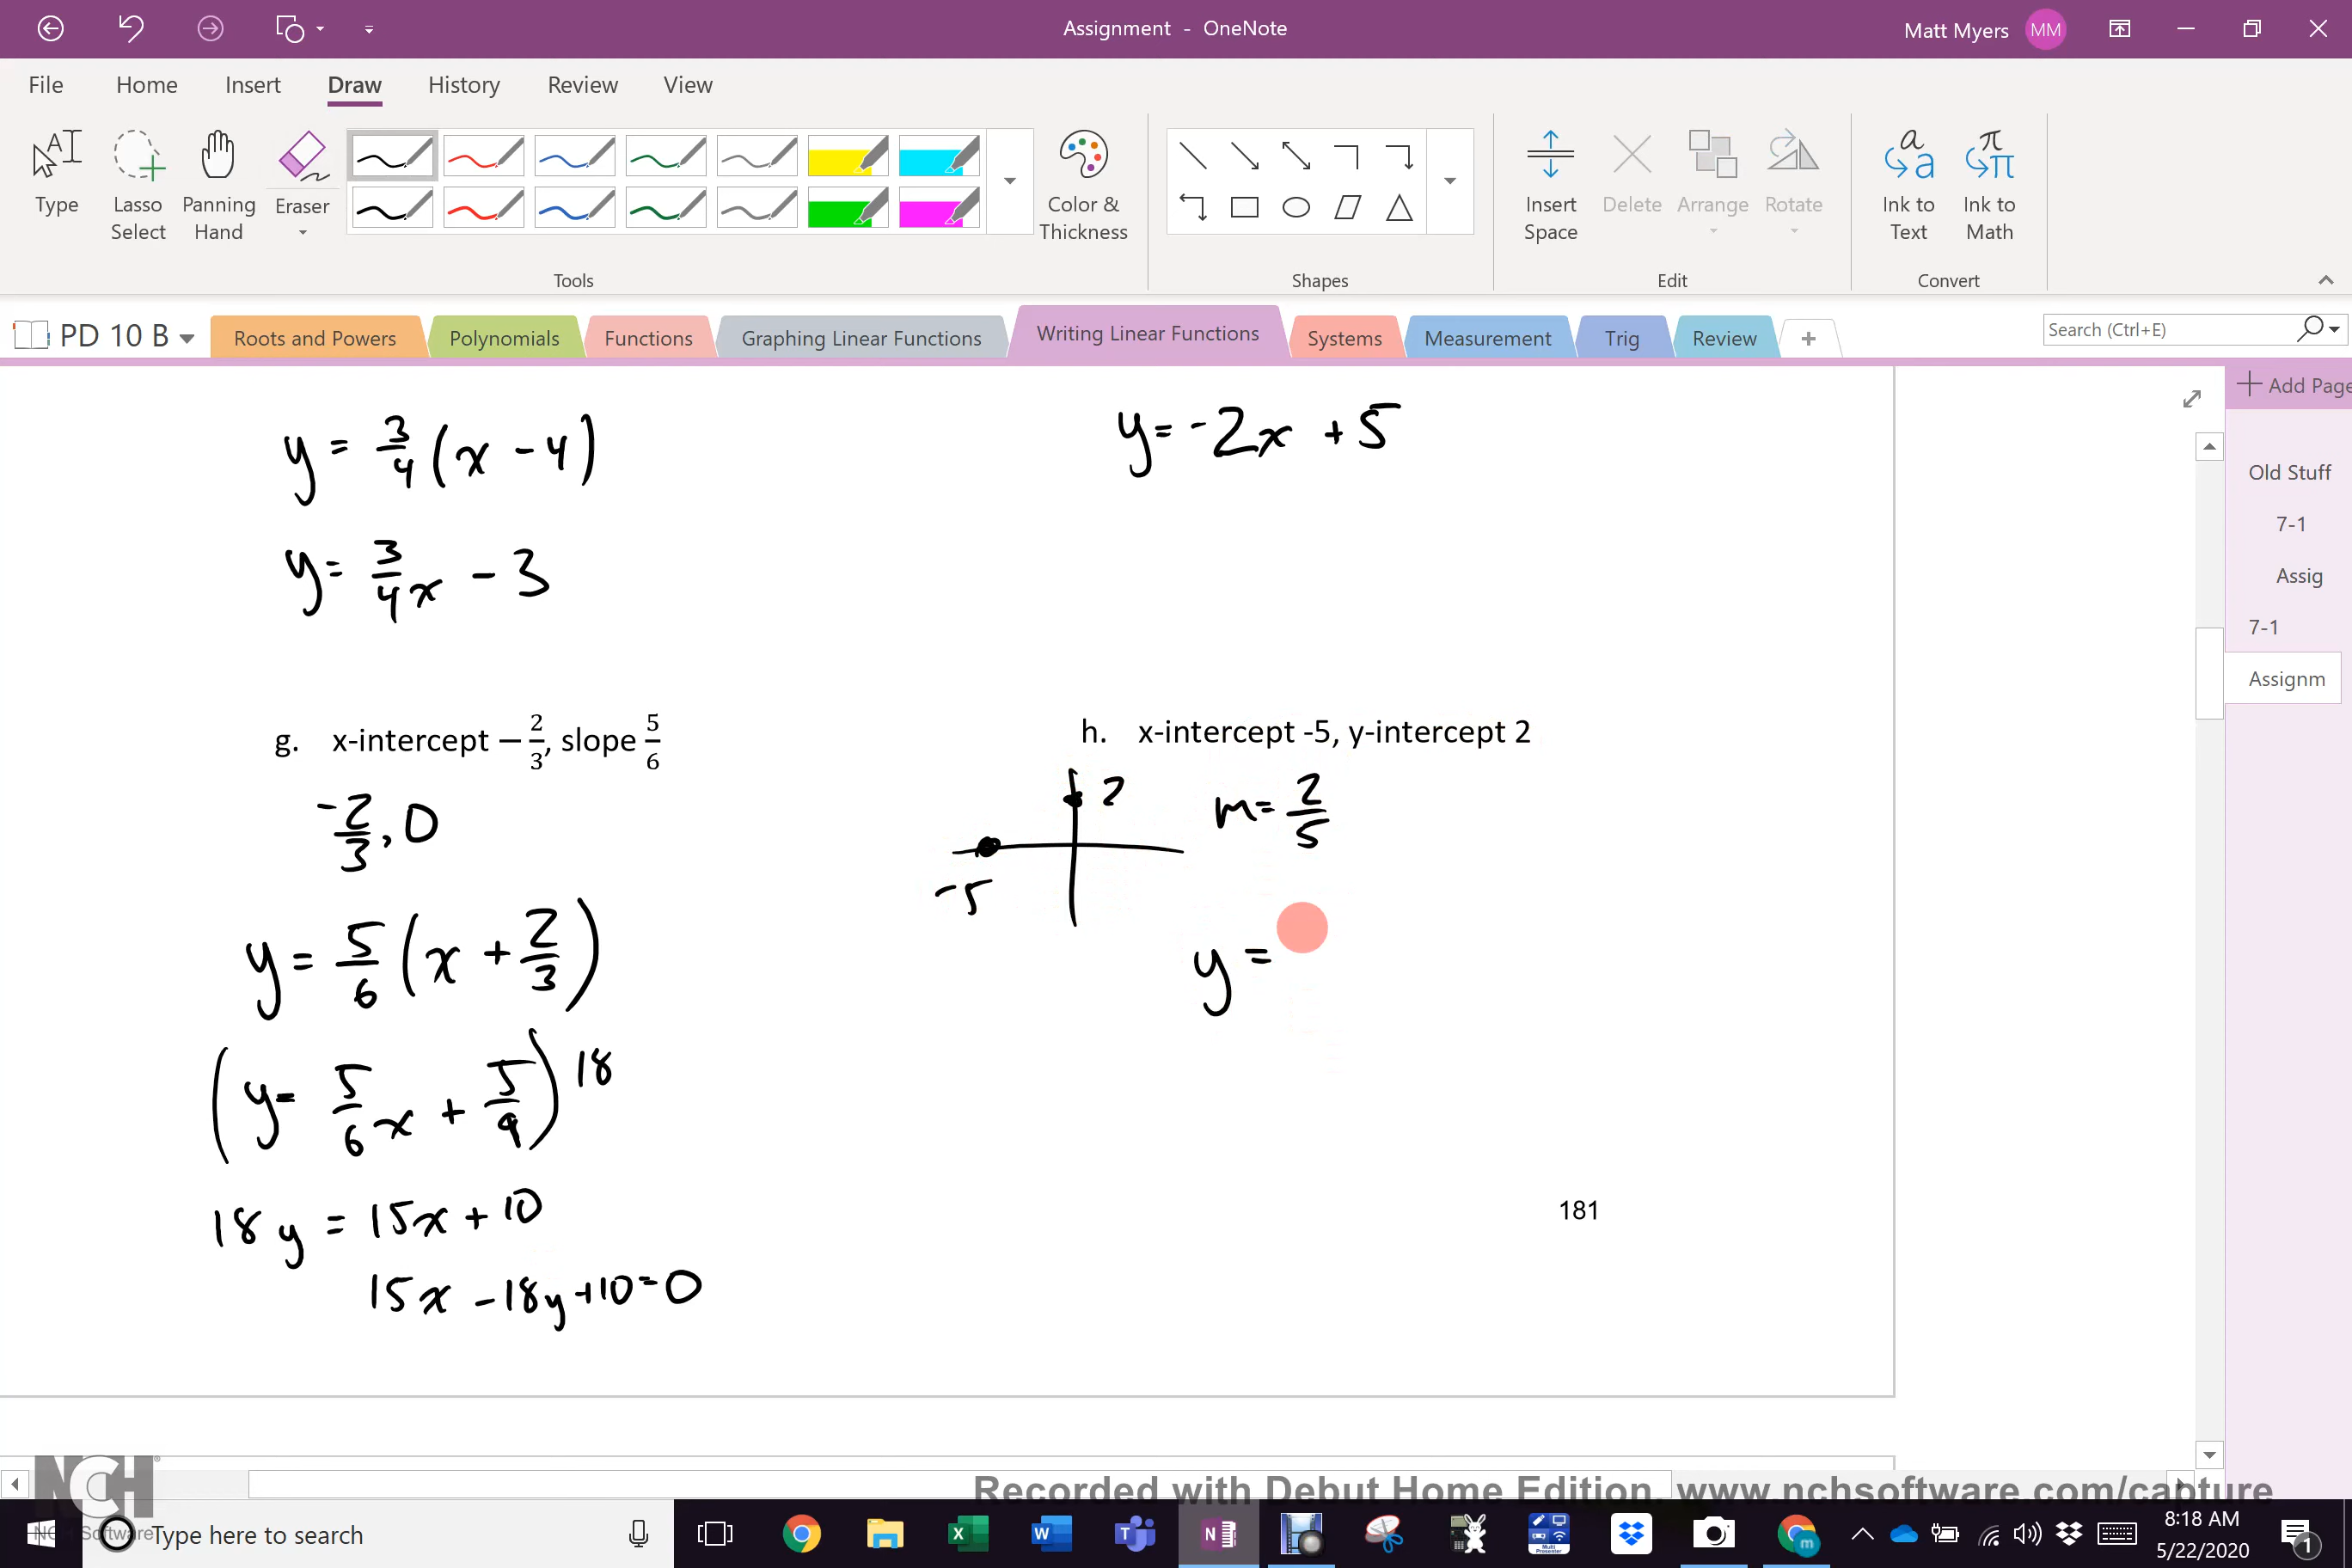 Assignment - OneNote
Matt Myers MM
File Home Insert Draw History Review View
Type
Lasso Select
Panning Hand
Eraser
Color & Thickness
Insert Space
Delete
Arrange
Rotate
Ink to Text
Ink to Math
Tools Shapes Edit Convert
PD 10 B Roots and Powers Polynomials Functions Graphing Linear Functions Writing Linear Functions Systems Measurement Trig Review +
Search (Ctrl+E)
Add Page
Old Stuff
7-1
Assig
7-1
Assignm
y = 3/4 (x - 4)
y = -2x + 5
y = 3/4 x - 3
g. x-intercept − 2/3, slope 5/6
-2/3, 0
y = 5/6 (x + 2/3)
(y = 5/6 x + 5/9) 18
18y = 15x + 10
15x - 18y + 10 = 0
h. x-intercept -5, y-intercept 2
2
-5
m = 2/5
y =
181
NCH
NCH Software
Recorded with Debut Home Edition. www.nchsoftware.com/capture
Type here to search
8:18 AM
5/22/2020
1